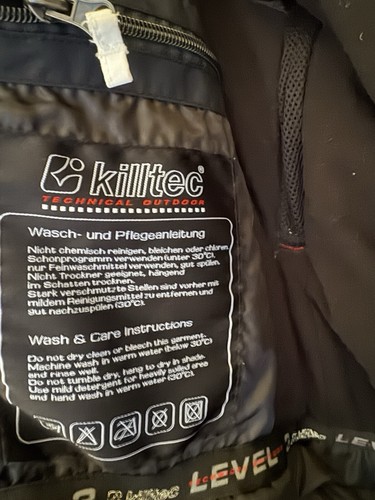 killtec®
TECHNICAL OUTDOOR
Wasch- und Pflegeanleitung
Nicht chemisch reinigen, bleichen oder chloren.
Schonprogramm verwenden (unter 30°C).
nur Feinwaschmittel verwenden, gut spülen.
Nicht Trockner geeignet, hängend
im Schatten trocknen.
Stark verschmutzte Stellen sind vorher mit
mildem Reinigungsmittel zu entfernen und
gut nachzuspülen (30°C).
Wash & Care Instructions
Do not dry clean or bleach this garment.
Machine wash in warm water (below 30°C)
and rinse well.
Do not tumble dry, hang to dry in shade.
Use mild detergent for heavily soiled area
and hand wash in warm water (30°C).
killtec LEVEL LEVE